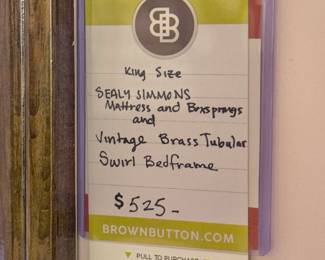 BB
King Size
SEALY SIMMONS
Mattress and Boxsprings
and
Vintage Brass Tubular
Swirl Bedframe
$525-
BROWNBUTTON.COM
PULL TO PURCHASE